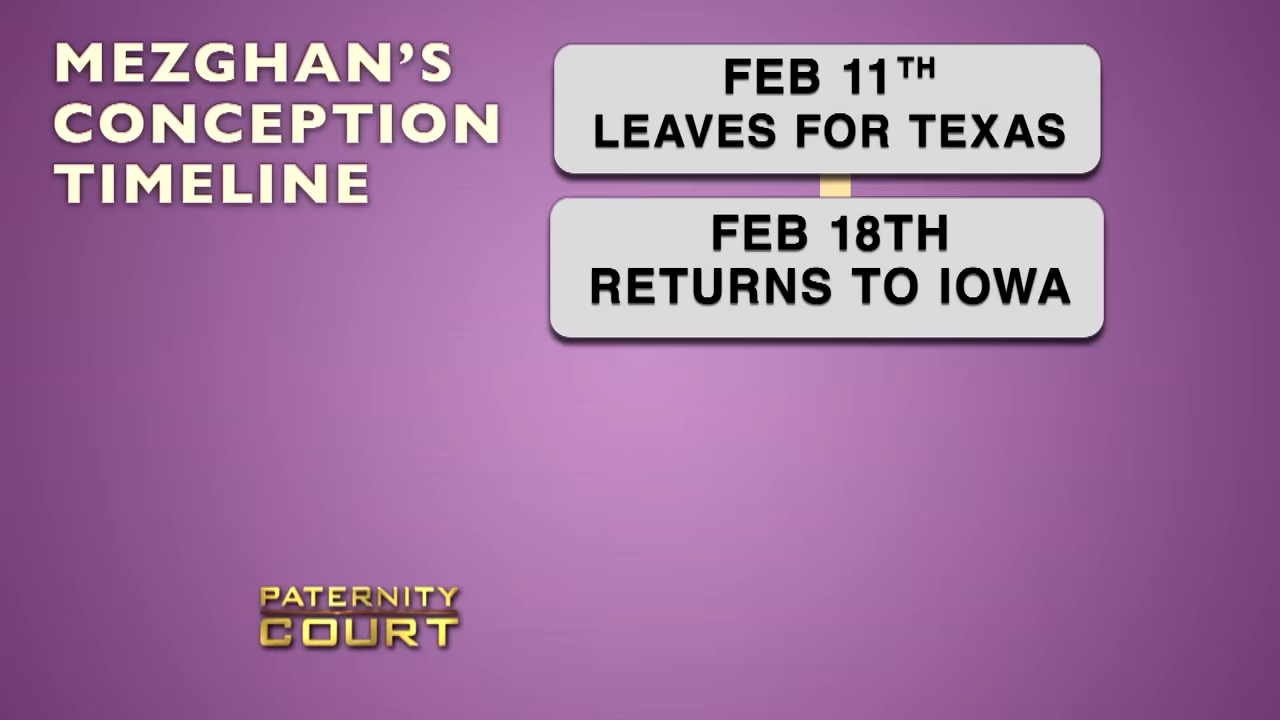 MEZGHAN'S
CONCEPTION
TIMELINE
FEB 11TH
LEAVES FOR TEXAS
FEB 18TH
RETURNS TO IOWA
PATERNITY
COURT